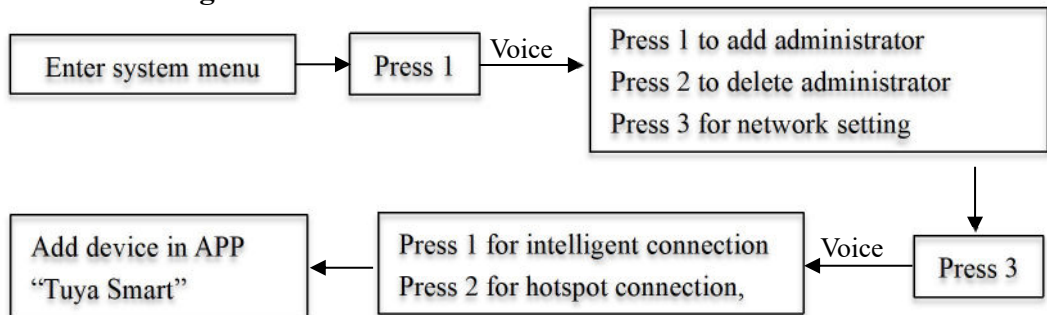 Enter system menu
Press 1
Voice
Press 1 to add administrator
Press 2 to delete administrator
Press 3 for network setting
Press 3
Voice
Press 1 for intelligent connection
Press 2 for hotspot connection,
Add device in APP
“Tuya Smart”